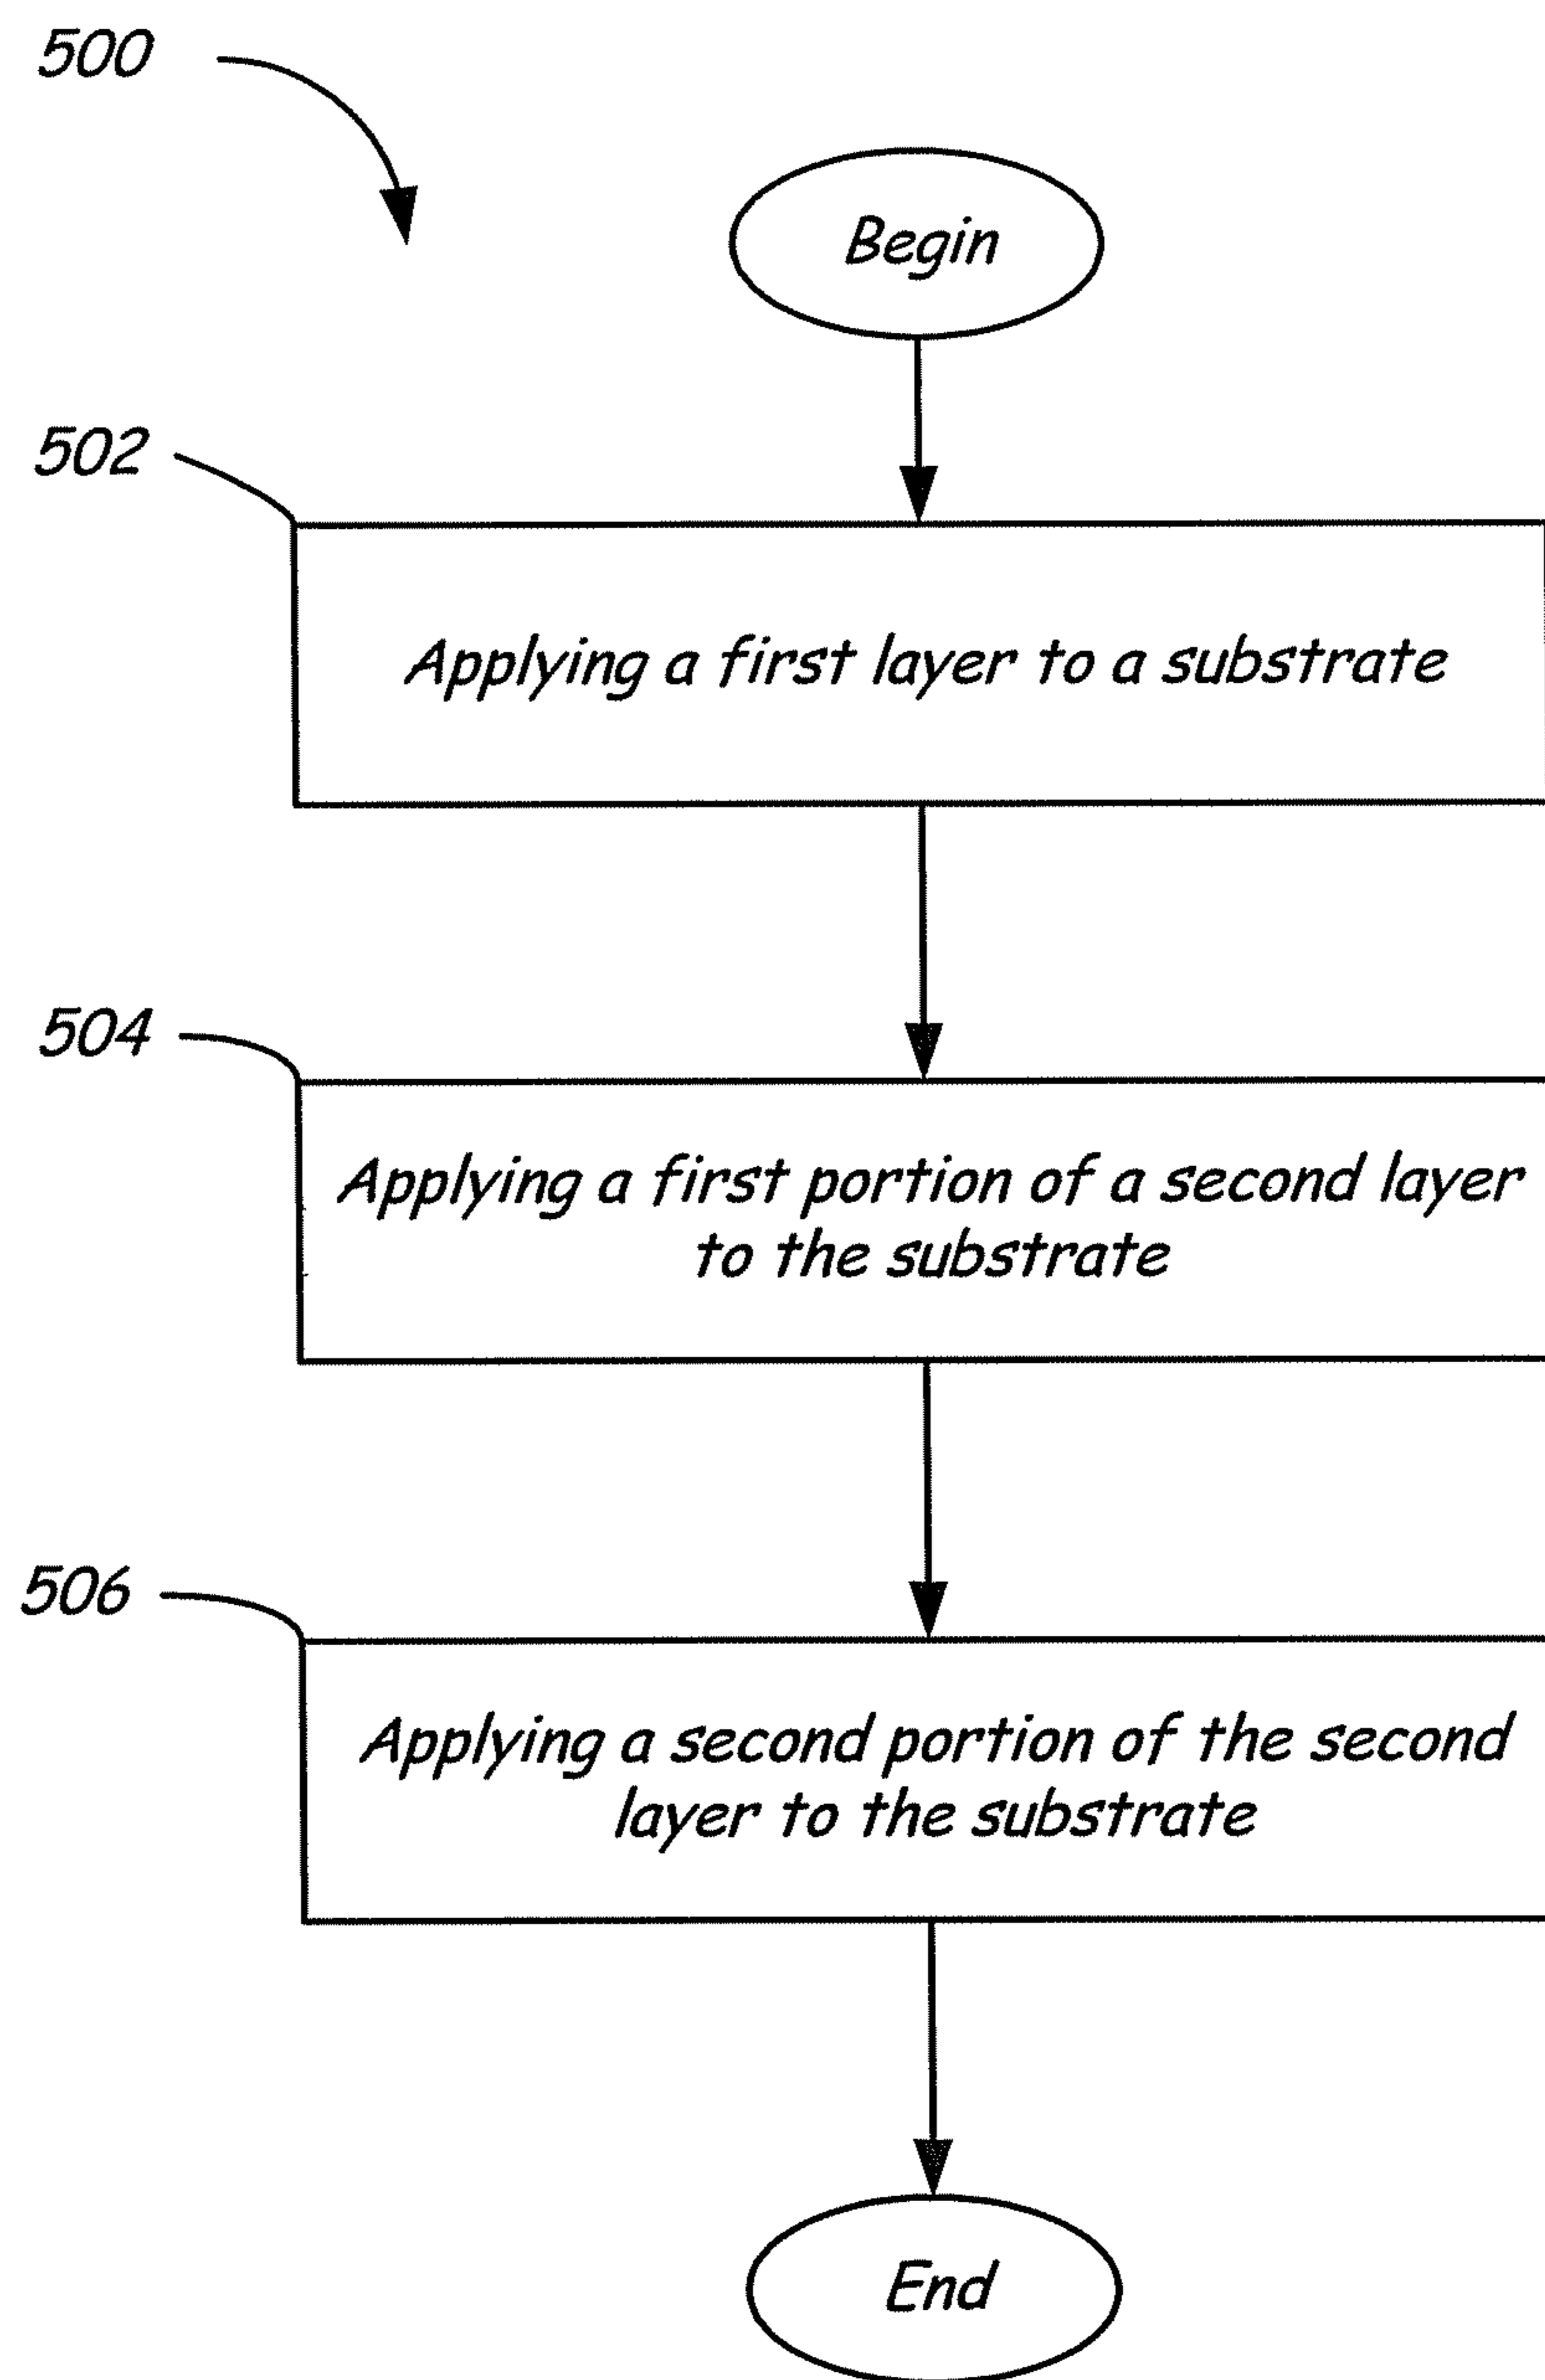 500
Begin
502
Applying a first layer to a substrate
504
Applying a first portion of a second layer
to the substrate
506
Applying a second portion of the second
layer to the substrate
End